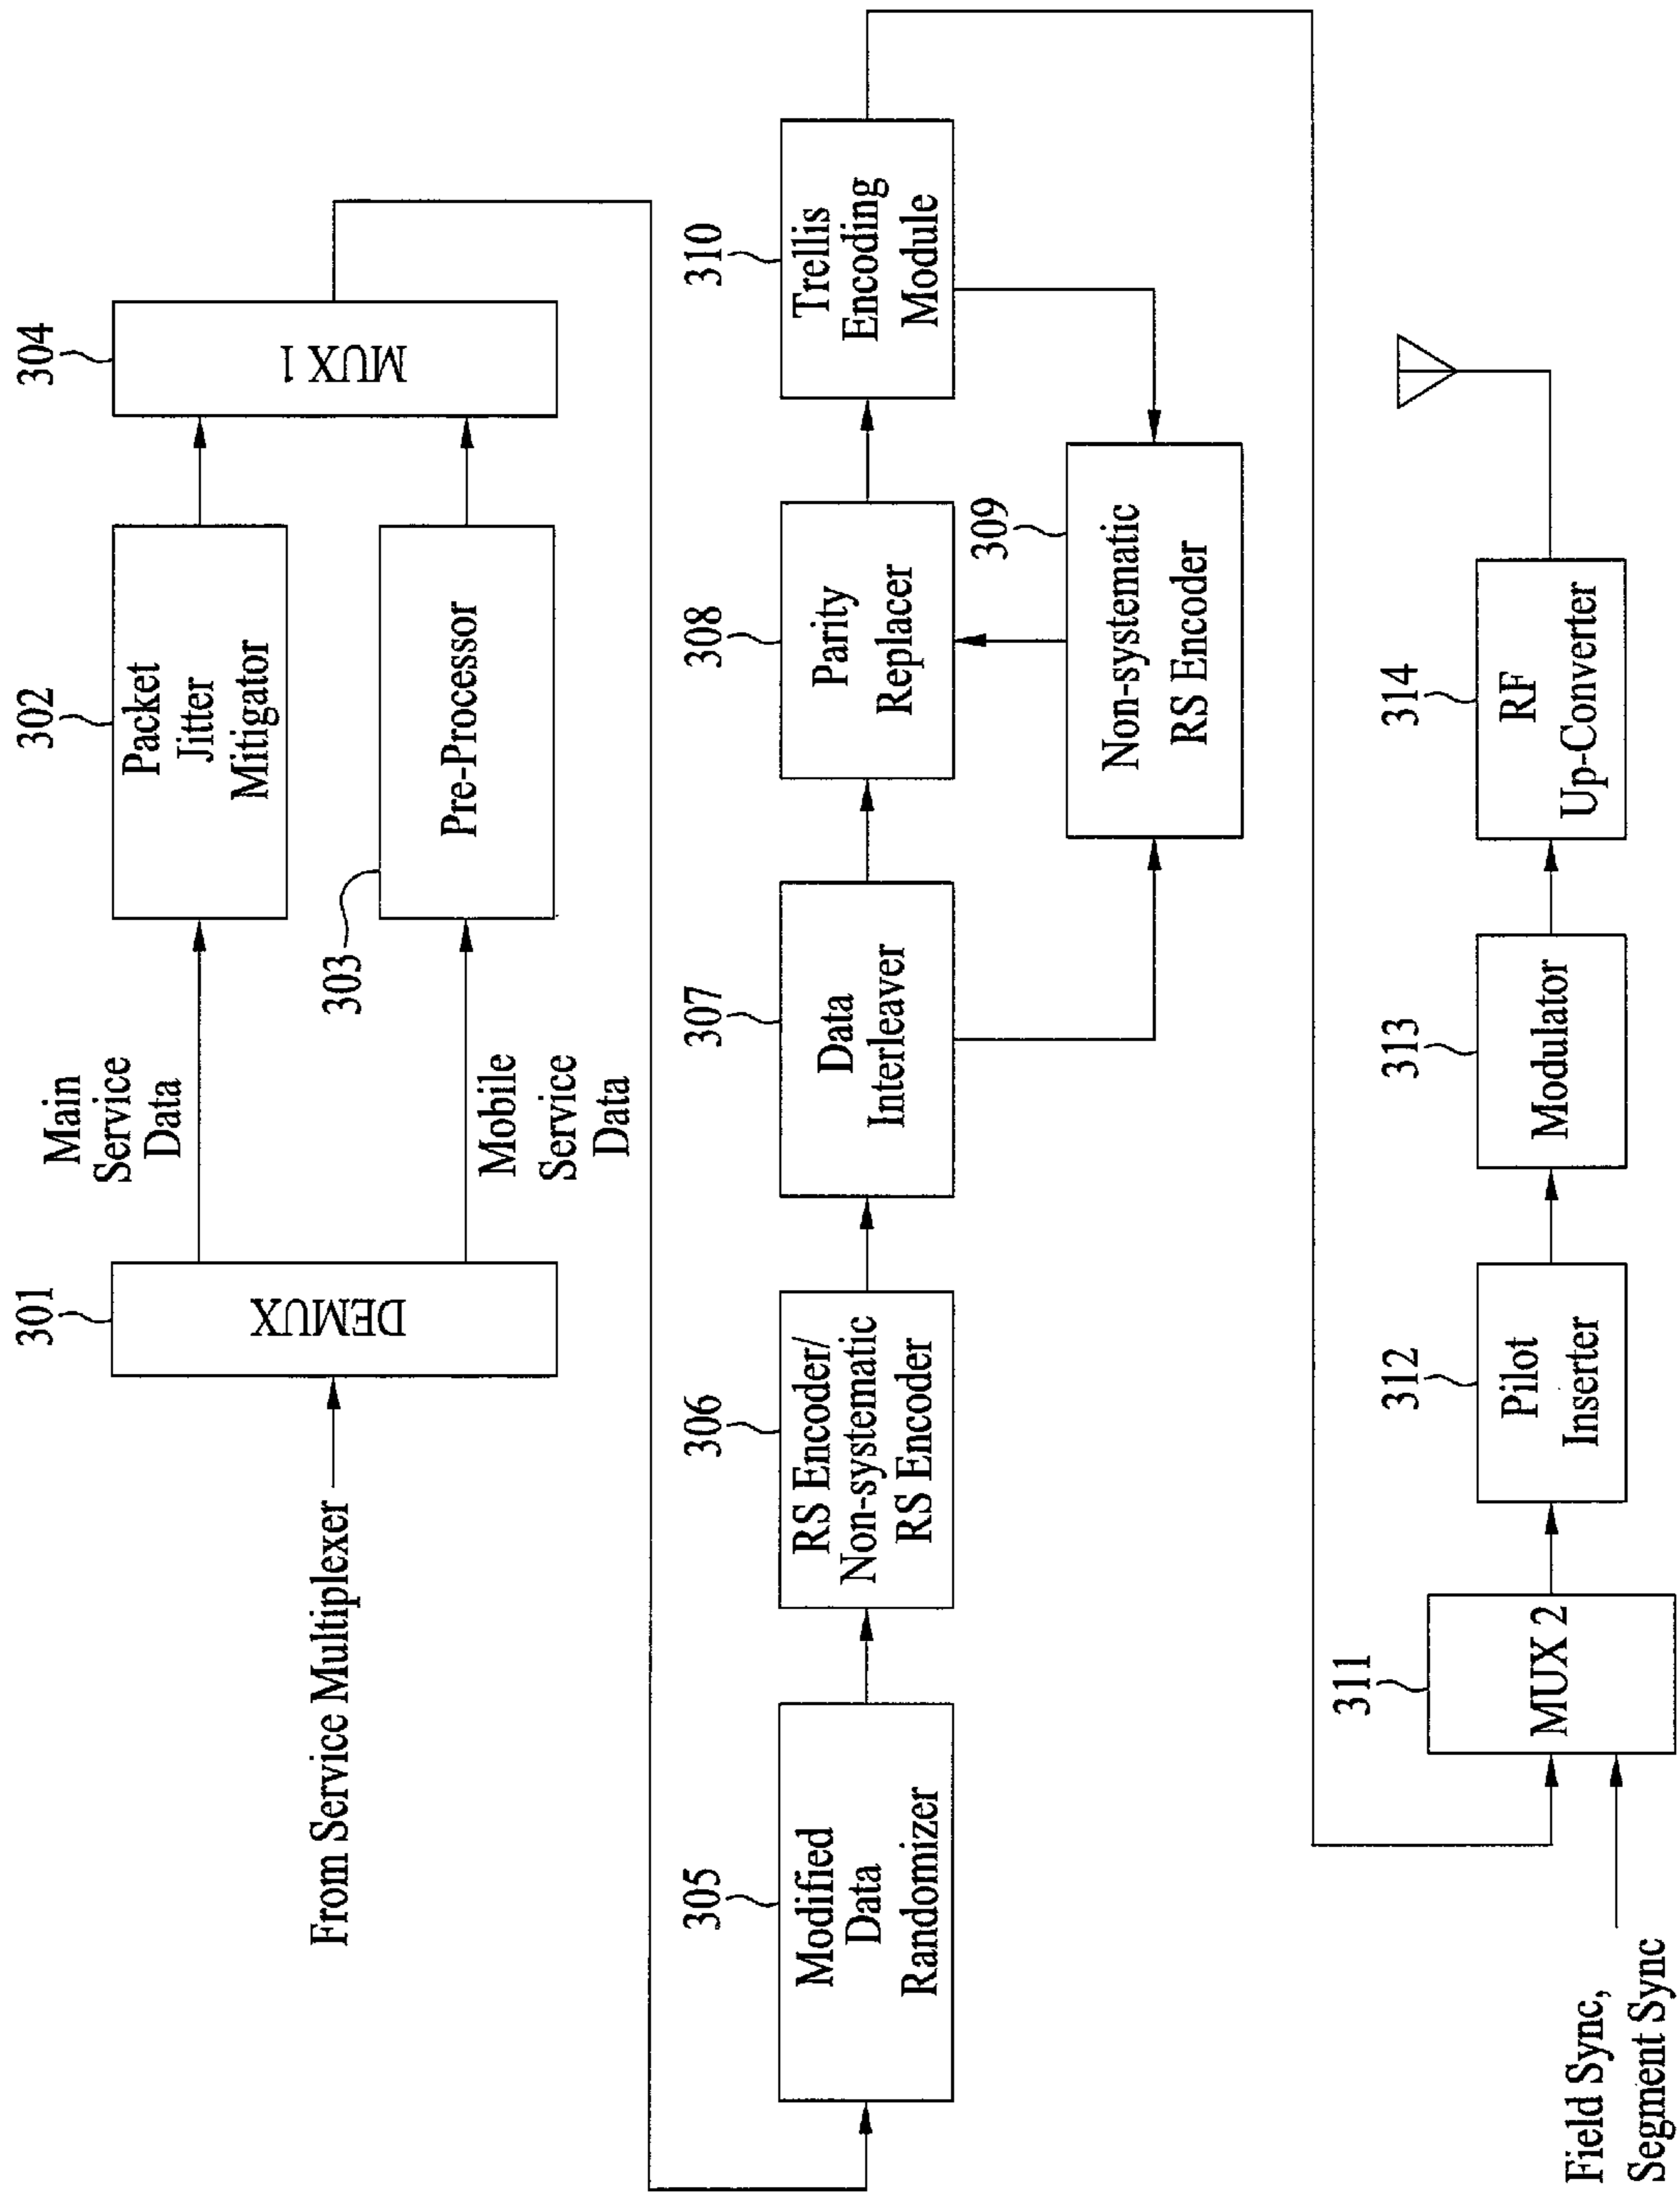 From Service Multiplexer
301
DEMUX
Main
Service
Data
Mobile
Service
Data
302
Packet
Jitter
Mitigator
303
Pre-Processor
304
MUX 1
305
Modified
Data
Randomizer
306
RS Encoder/
Non-systematic
RS Encoder
307
Data
Interleaver
308
Parity
Replacer
309
Non-systematic
RS Encoder
310
Trellis
Encoding
Module
Field Sync,
Segment Sync
311
MUX 2
312
Pilot
Inserter
313
Modulator
314
RF
Up-Converter